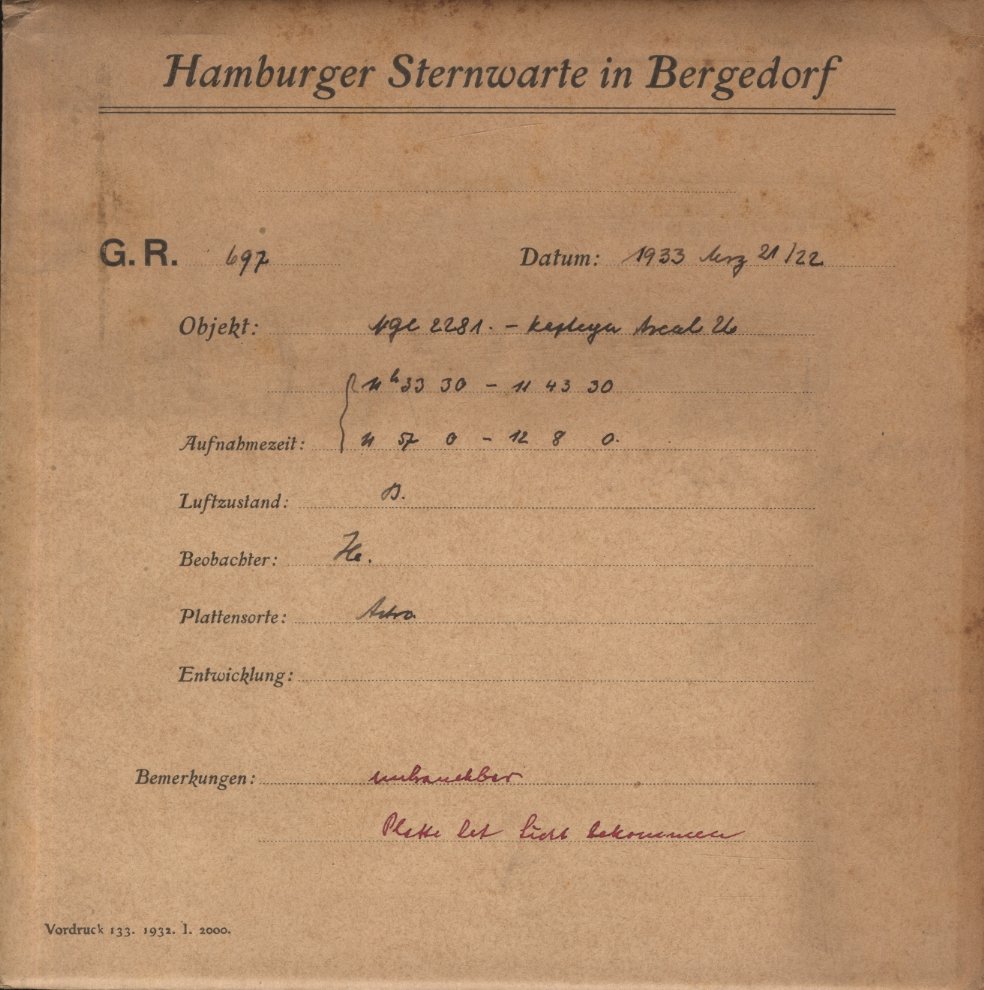 Hamburger Sternwarte in Bergedorf
G. R. 697 Datum: 1933 März 21/22
Objekt: NGC 2281. – Kapteyn Areal 26
11h 33 30 – 11 43 30
Aufnahmezeit: 11 57 0 – 12 8 0.
Luftzustand: B.
Beobachter:
Plattensorte: Astro
Entwicklung:
Bemerkungen: unbrauchbar
Platte hat Licht bekommen
Vordruck 133. 1932. I. 2000.